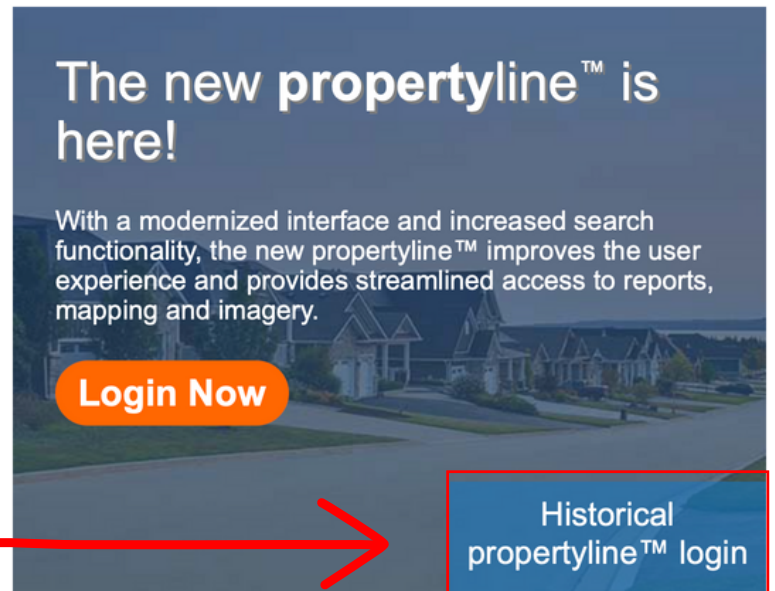 The new propertyline™ is
here!
With a modernized interface and increased search
functionality, the new propertyline™ improves the user
experience and provides streamlined access to reports,
mapping and imagery.
Login Now
Historical
propertyline™ login